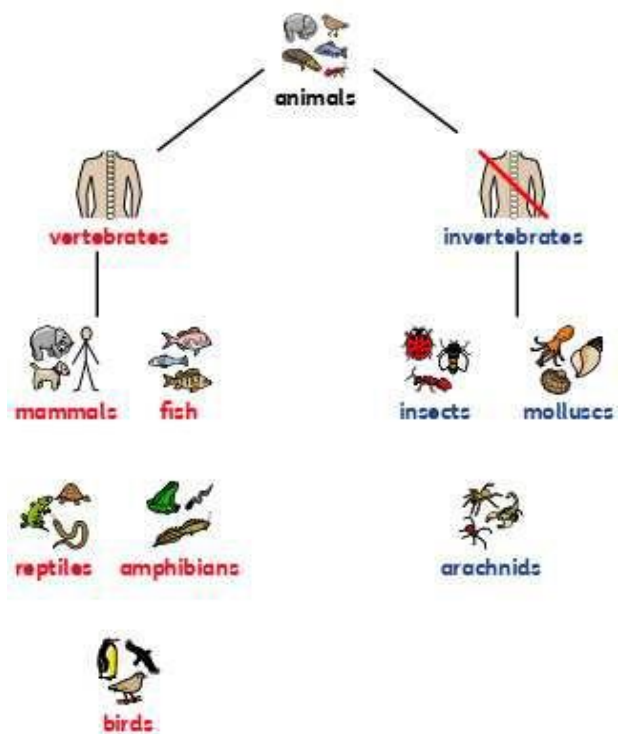 animals
vertebrates invertebrates
mammals fish insects molluscs
reptiles amphibians arachnids
birds